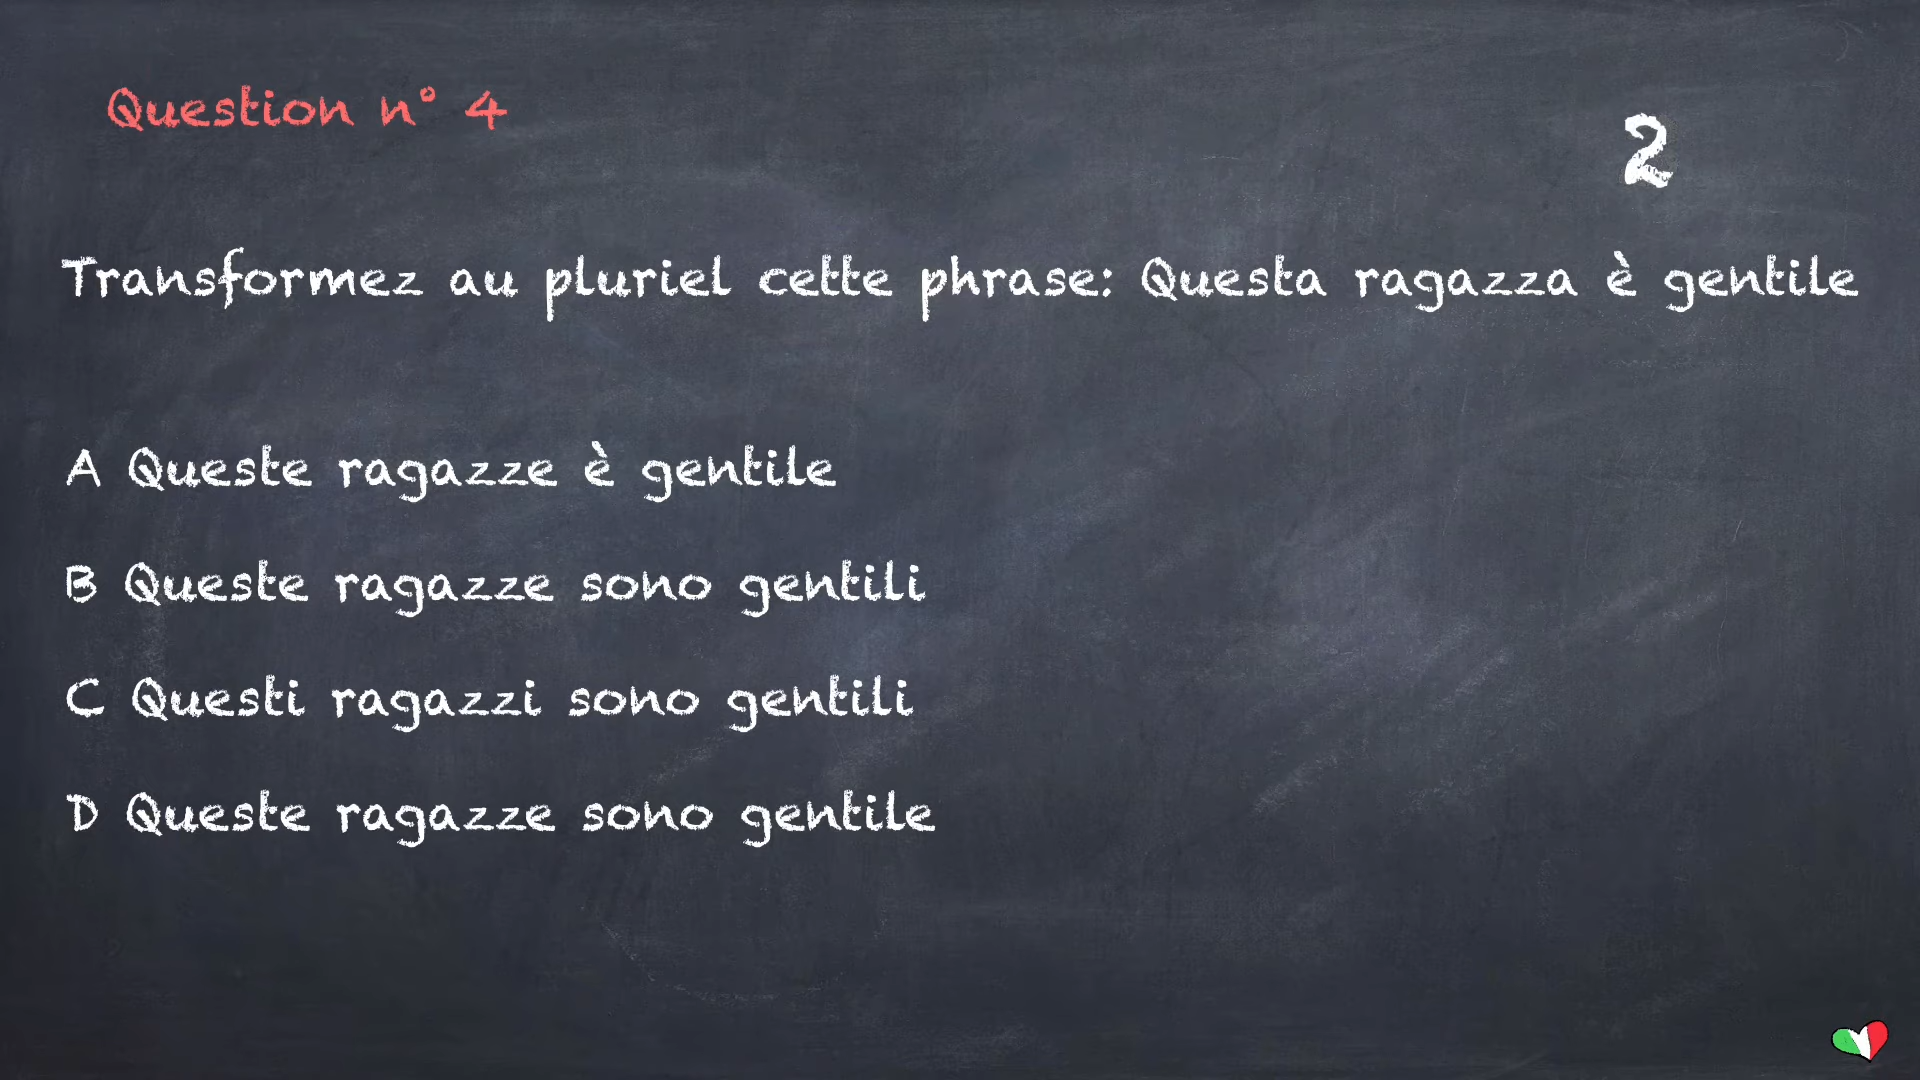 Question n° 4
2
Transformez au pluriel cette phrase: Questa ragazza è gentile
A Queste ragazze è gentile
B Queste ragazze sono gentili
C Questi ragazzi sono gentili
D Queste ragazze sono gentile